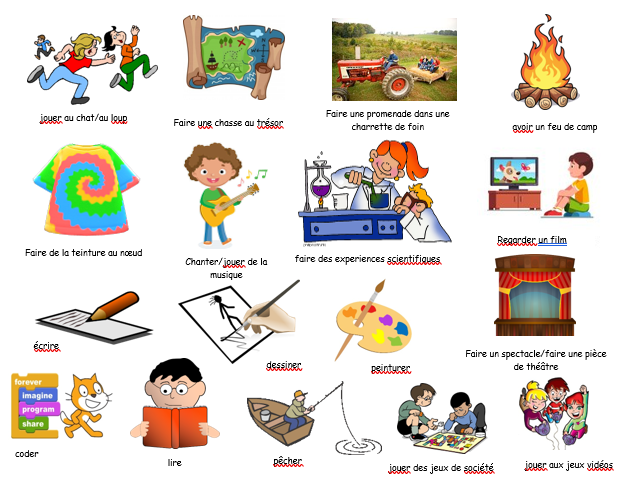 jouer au chat/au loup
Faire une chasse au trésor
Faire une promenade dans une
charrette de foin
avoir un feu de camp
Faire de la teinture au nœud
Chanter/jouer de la
musique
faire des experiences scientifiques
Regarder un film
écrire
dessiner
peinturer
Faire un spectacle/faire une pièce
de théâtre
forever
imagine
program
share
coder
lire
pêcher
jouer des jeux de société
jouer aux jeux vidéos